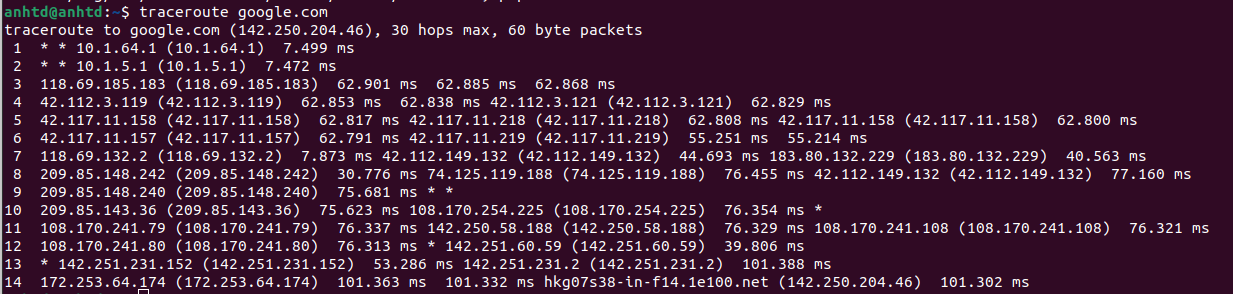 anhtd@anhtd:~$ traceroute google.com
traceroute to google.com (142.250.204.46), 30 hops max, 60 byte packets
1 * * 10.1.64.1 (10.1.64.1) 7.499 ms
2 * * 10.1.5.1 (10.1.5.1) 7.472 ms
3 118.69.185.183 (118.69.185.183) 62.901 ms 62.885 ms 62.868 ms
4 42.112.3.119 (42.112.3.119) 62.853 ms 62.838 ms 42.112.3.121 (42.112.3.121) 62.829 ms
5 42.117.11.158 (42.117.11.158) 62.817 ms 42.117.11.218 (42.117.11.218) 62.808 ms 42.117.11.158 (42.117.11.158) 62.800 ms
6 42.117.11.157 (42.117.11.157) 62.791 ms 42.117.11.219 (42.117.11.219) 55.251 ms 55.214 ms
7 118.69.132.2 (118.69.132.2) 7.873 ms 42.112.149.132 (42.112.149.132) 44.693 ms 183.80.132.229 (183.80.132.229) 40.563 ms
8 209.85.148.242 (209.85.148.242) 30.776 ms 74.125.119.188 (74.125.119.188) 76.455 ms 42.112.149.132 (42.112.149.132) 77.160 ms
9 209.85.148.240 (209.85.148.240) 75.681 ms * *
10 209.85.143.36 (209.85.143.36) 75.623 ms 108.170.254.225 (108.170.254.225) 76.354 ms *
11 108.170.241.79 (108.170.241.79) 76.337 ms 142.250.58.188 (142.250.58.188) 76.329 ms 108.170.241.108 (108.170.241.108) 76.321 ms
12 108.170.241.80 (108.170.241.80) 76.313 ms * 142.251.60.59 (142.251.60.59) 39.806 ms
13 * 142.251.231.152 (142.251.231.152) 53.286 ms 142.251.231.2 (142.251.231.2) 101.388 ms
14 172.253.64.174 (172.253.64.174) 101.363 ms 101.332 ms hkg07s38-in-f14.1e100.net (142.250.204.46) 101.302 ms